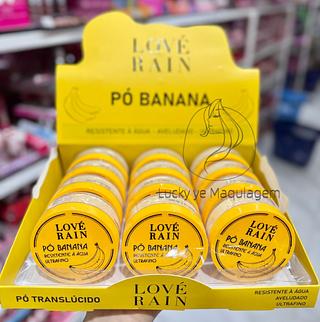 LOVÉ
RAIN
PÓ BANANA
RESISTENTE À ÁGUA - AVELUDADO -
Lucky ye Maquiagem
LOVÉ
RAIN
PÓ BANANA
RESISTENTE À ÁGUA
ULTRAFINO
LOVÉ
RAIN
PÓ BANANA
RESISTENTE À ÁGUA
ULTRAFINO
LOVÉ
RAIN
PÓ BANANA
RESISTENTE À ÁGUA
ULTRAFINO
PÓ TRANSLÚCIDO
LOVÉ
RAIN
RESISTENTE À ÁGUA
AVELUDADO
ULTRAFINO